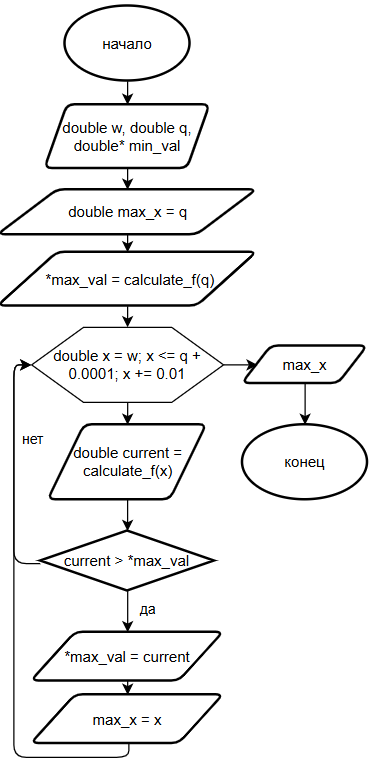 начало
double w, double q,
double* min_val
double max_x = q
*max_val = calculate_f(q)
double x = w; x <= q +
0.0001; x += 0.01
max_x
нет
double current =
calculate_f(x)
конец
current > *max_val
да
*max_val = current
max_x = x